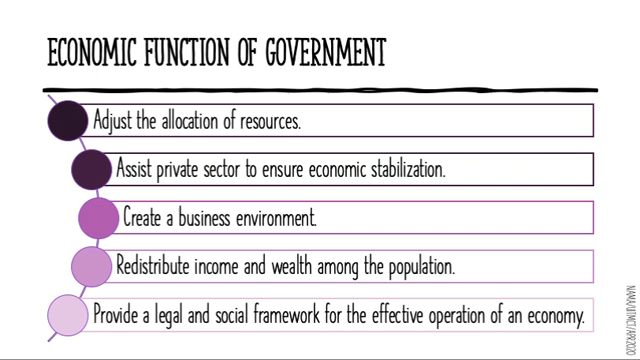 ECONOMIC FUNCTION OF GOVERNMENT
Adjust the allocation of resources.
Assist private sector to ensure economic stabilization.
Create a business environment.
Redistribute income and wealth among the population.
Provide a legal and social framework for the effective operation of an economy.